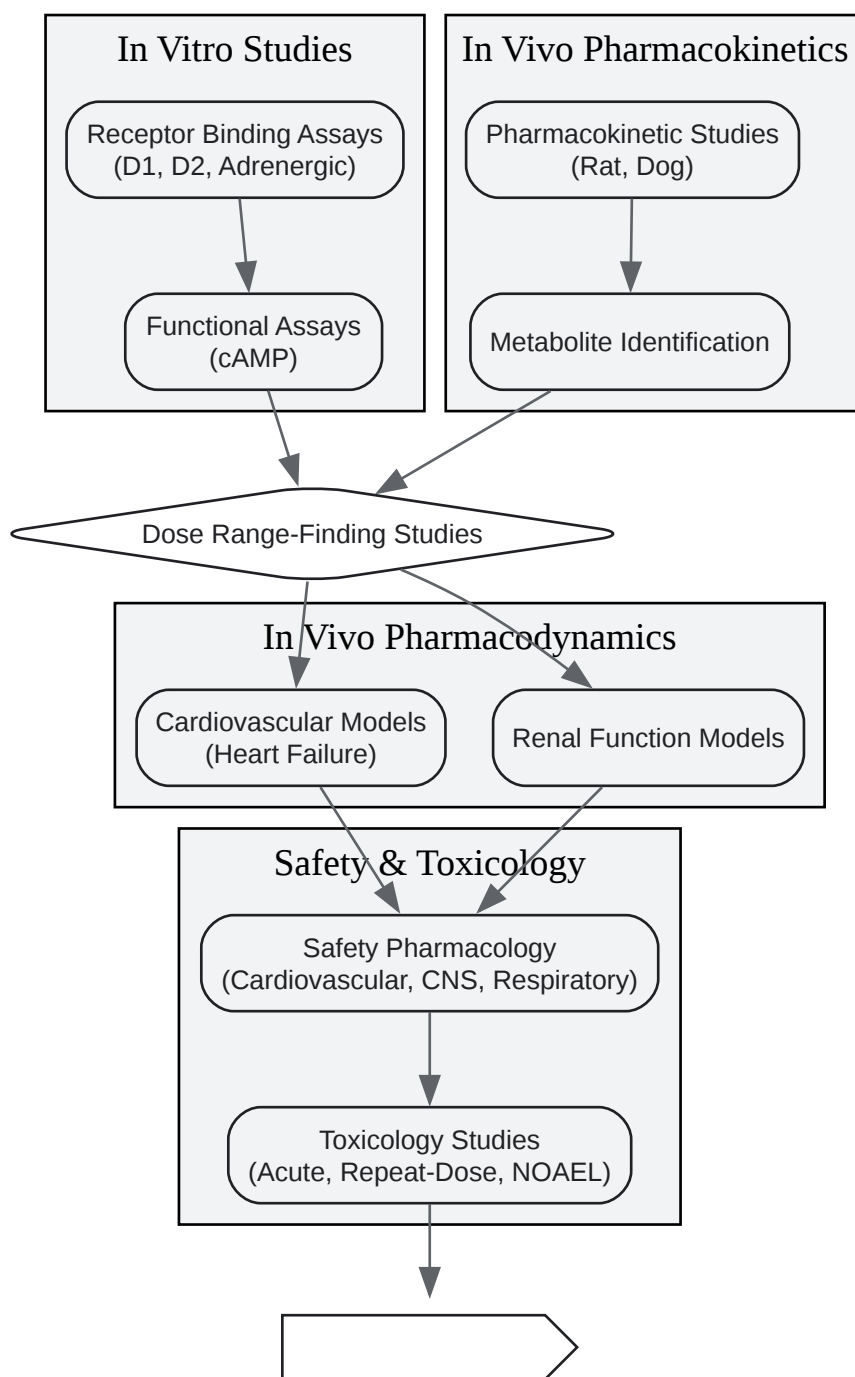 In Vitro Studies
Receptor Binding Assays
(D1, D2, Adrenergic)
Functional Assays
(cAMP)
In Vivo Pharmacokinetics
Pharmacokinetic Studies
(Rat, Dog)
Metabolite Identification
Dose Range-Finding Studies
In Vivo Pharmacodynamics
Cardiovascular Models
(Heart Failure)
Renal Function Models
Safety & Toxicology
Safety Pharmacology
(Cardiovascular, CNS, Respiratory)
Toxicology Studies
(Acute, Repeat-Dose, NOAEL)